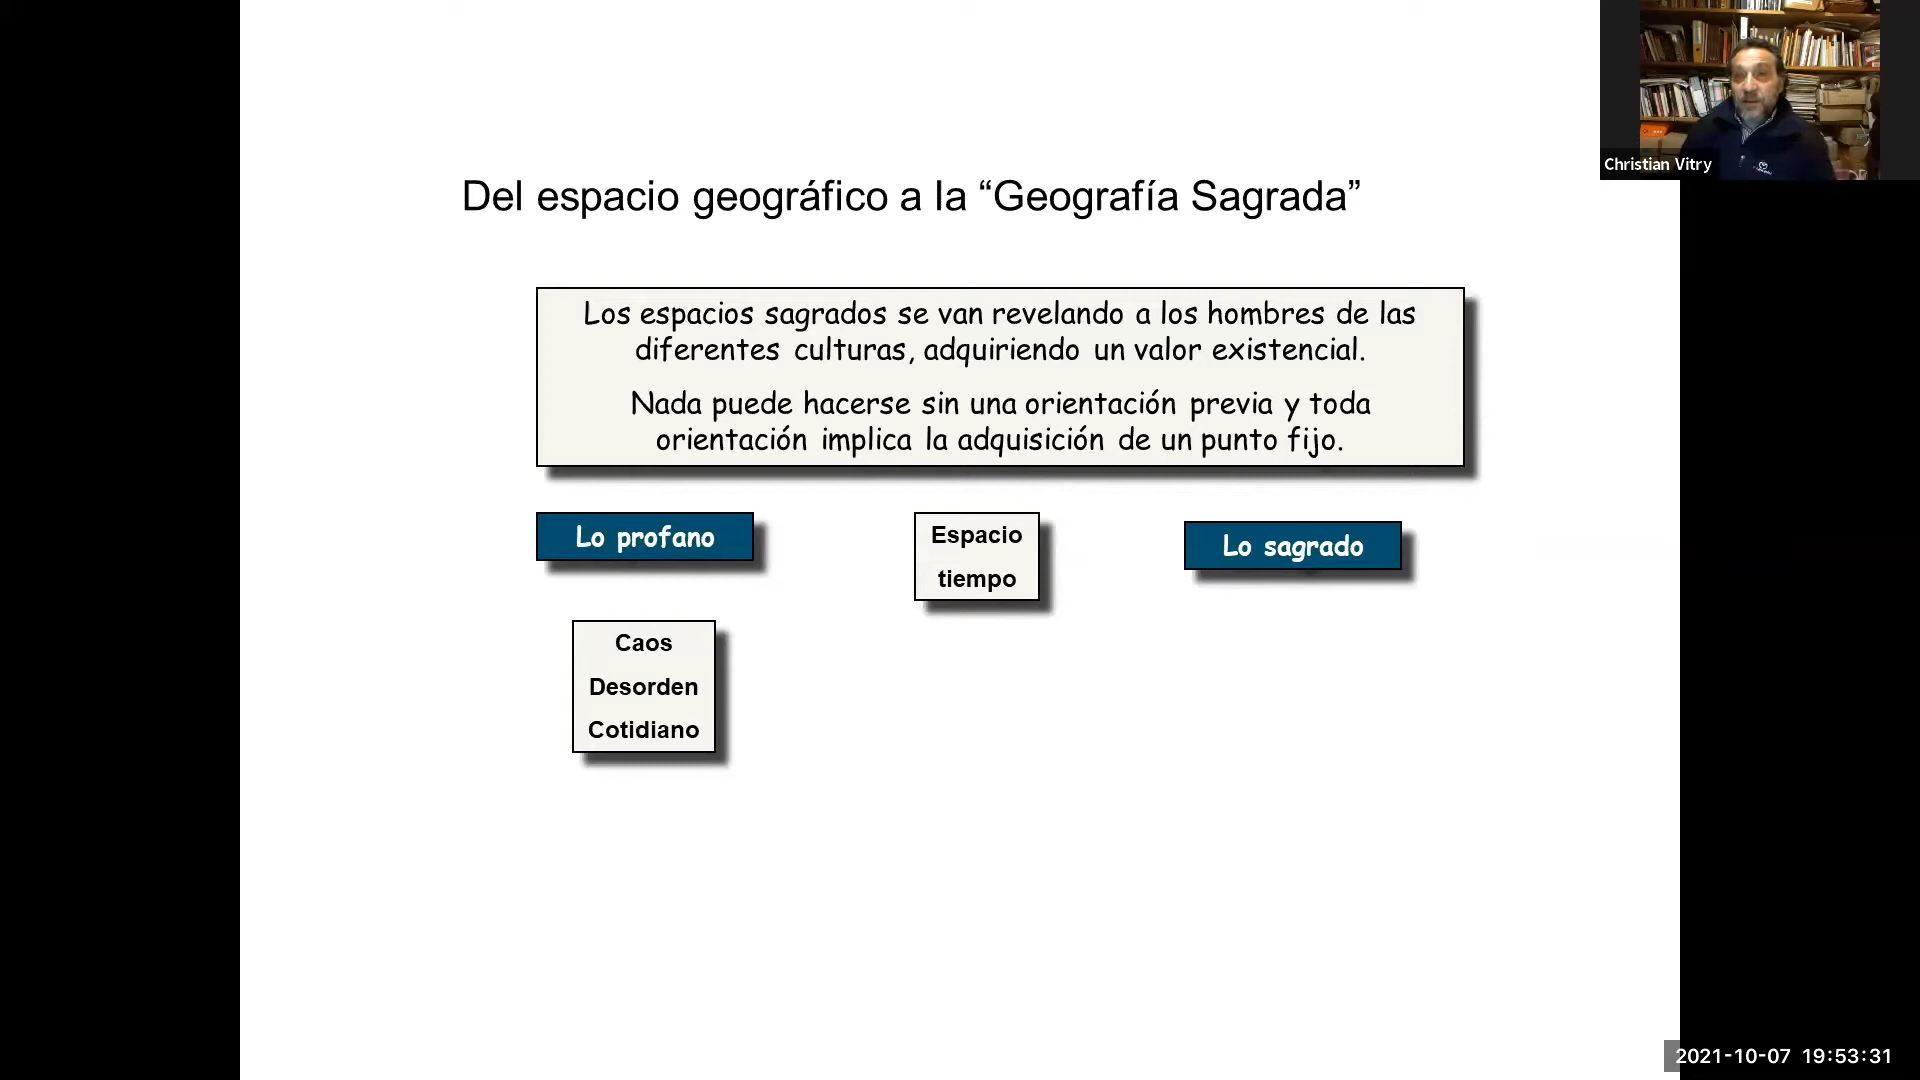 Christian Vitry
Del espacio geográfico a la “Geografía Sagrada”
Los espacios sagrados se van revelando a los hombres de las
diferentes culturas, adquiriendo un valor existencial.
Nada puede hacerse sin una orientación previa y toda
orientación implica la adquisición de un punto fijo.
Lo profano
Espacio
tiempo
Lo sagrado
Caos
Desorden
Cotidiano
2021-10-07 19:53:31